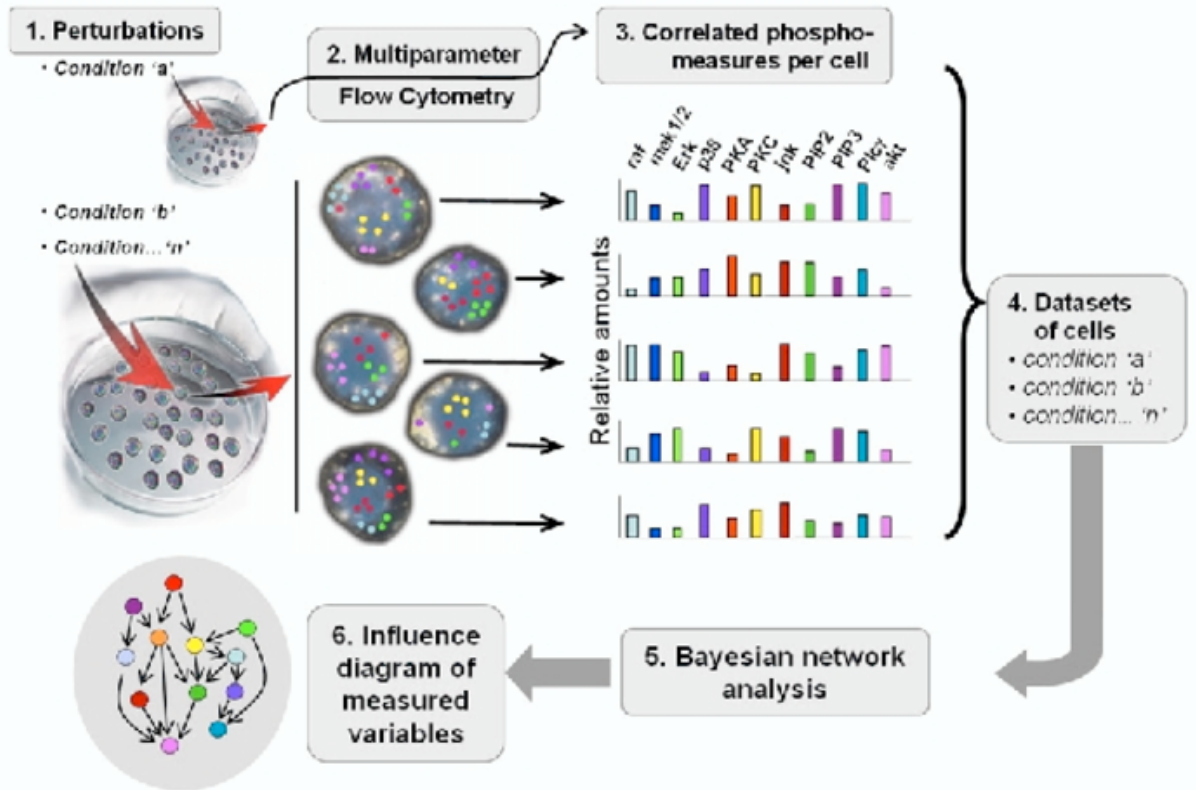 1. Perturbations
• Condition 'a'
• Condition 'b'
• Condition... 'n'
2. Multiparameter
Flow Cytometry
3. Correlated phospho-
measures per cell
raf
mek1/2
Erk
p38
PKA
PKC
jnk
PIP2
PIP3
Plcγ
akt
Relative amounts
4. Datasets
of cells
• condition 'a'
• condition 'b'
• condition... 'n'
5. Bayesian network
analysis
6. Influence
diagram of
measured
variables